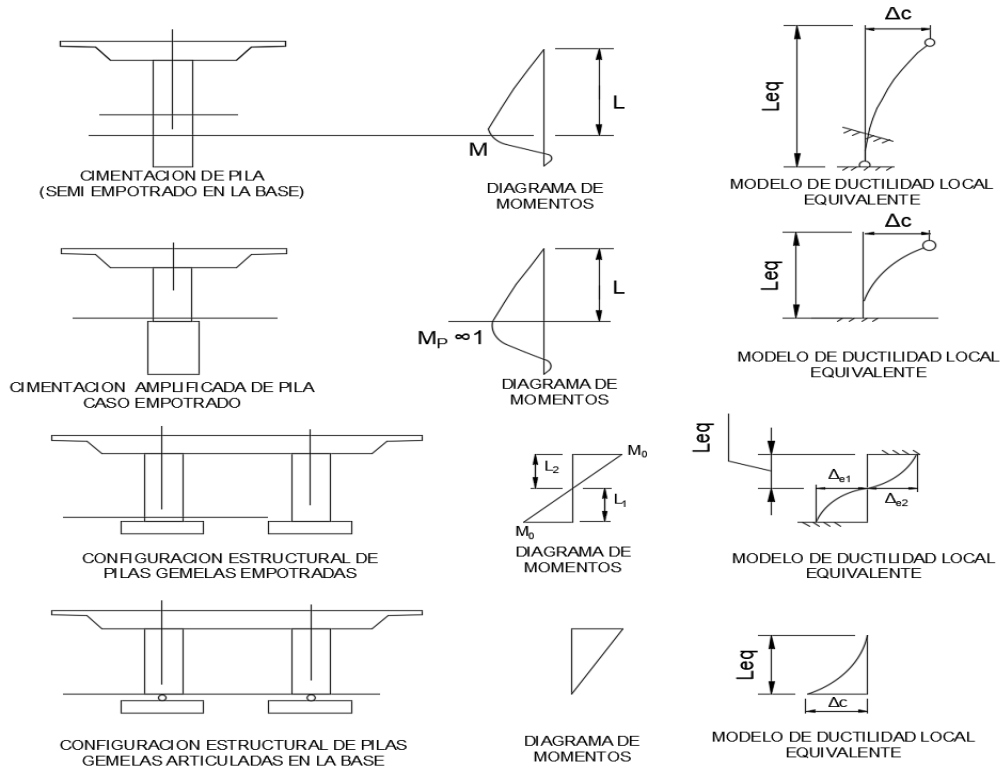 Δc
Leq
L
M
CIMENTACION DE PILA
(SEMI EMPOTRADO EN LA BASE)
DIAGRAMA DE
MOMENTOS
MODELO DE DUCTILIDAD LOCAL
EQUIVALENTE
Δc
Leq
L
M_P ∞1
CIMENTACION AMPLIFICADA DE PILA
CASO EMPOTRADO
DIAGRAMA DE
MOMENTOS
MODELO DE DUCTILIDAD LOCAL
EQUIVALENTE
Leq
L₂
M₀
Δe1
Δe2
L₁
M₀
CONFIGURACION ESTRUCTURAL DE
PILAS GEMELAS EMPOTRADAS
DIAGRAMA DE
MOMENTOS
MODELO DE DUCTILIDAD LOCAL
EQUIVALENTE
Leq
Δc
CONFIGURACION ESTRUCTURAL DE PILAS
GEMELAS ARTICULADAS EN LA BASE
DIAGRAMA DE
MOMENTOS
MODELO DE DUCTILIDAD LOCAL
EQUIVALENTE